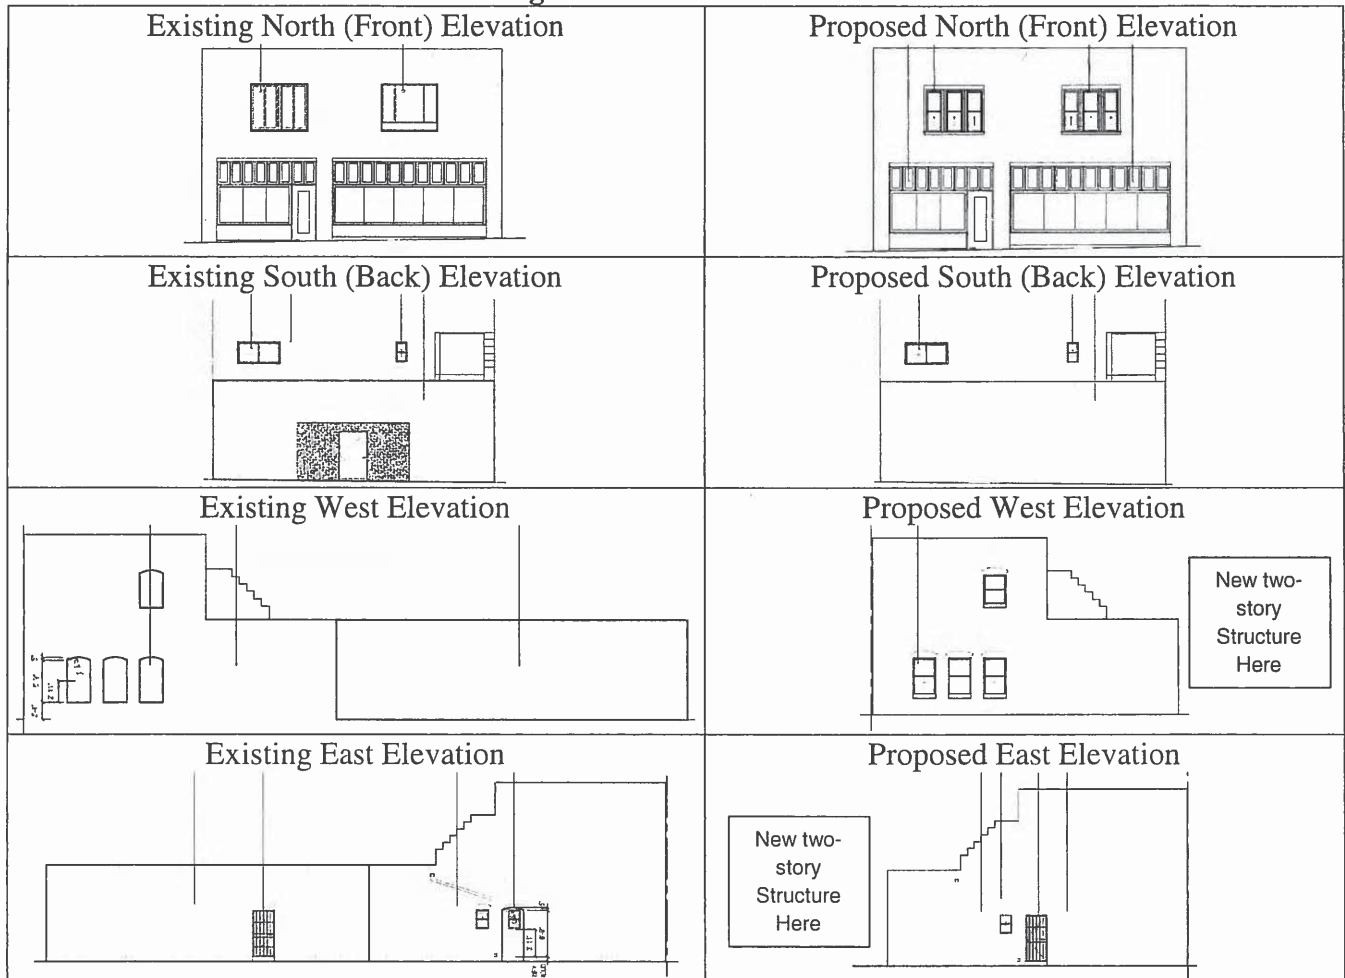 Existing North (Front) Elevation
Proposed North (Front) Elevation
Existing South (Back) Elevation
Proposed South (Back) Elevation
Existing West Elevation
Proposed West Elevation
New two-
story
Structure
Here
Existing East Elevation
Proposed East Elevation
New two-
story
Structure
Here